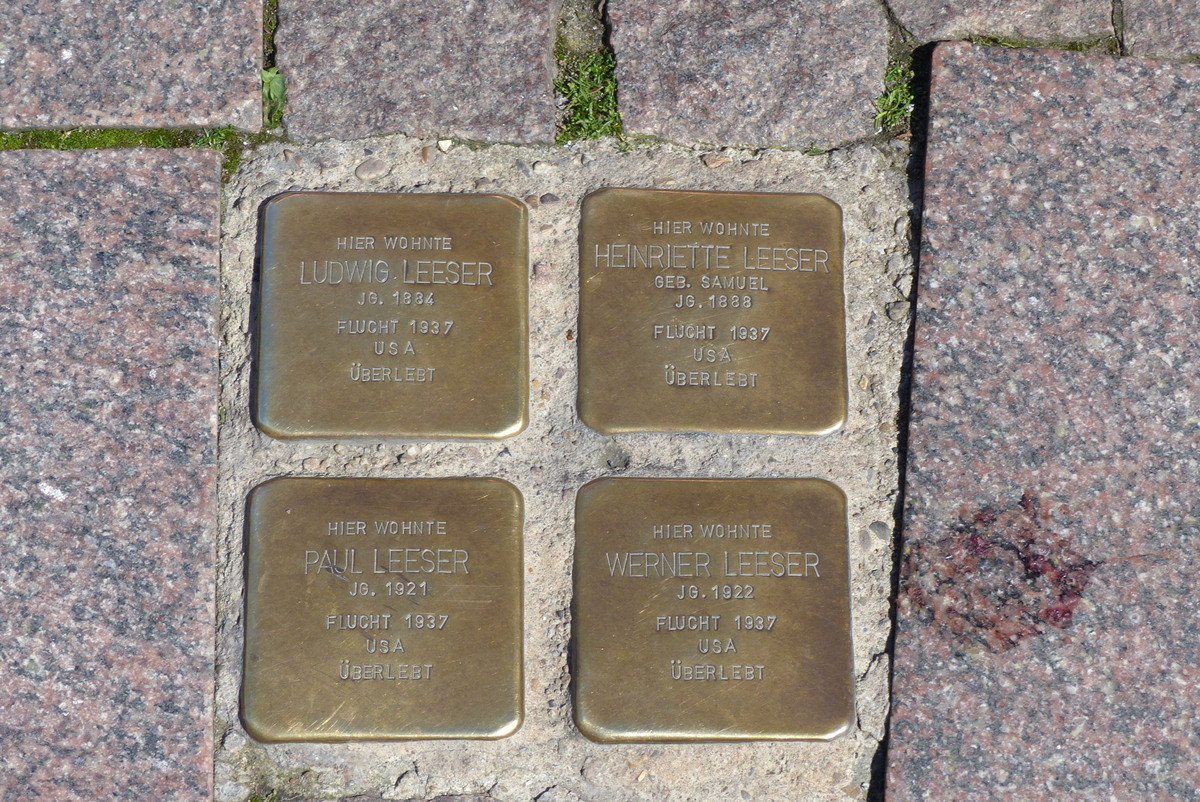 HIER WOHNTE
LUDWIG LEESER
JG. 1884
FLUCHT 1937
USA
ÜBERLEBT
HIER WOHNTE
HEINRIETTE LEESER
GEB. SAMUEL
JG. 1888
FLUCHT 1937
USA
ÜBERLEBT
HIER WOHNTE
PAUL LEESER
JG. 1921
FLUCHT 1937
USA
ÜBERLEBT
HIER WOHNTE
WERNER LEESER
JG. 1922
FLUCHT 1937
USA
ÜBERLEBT